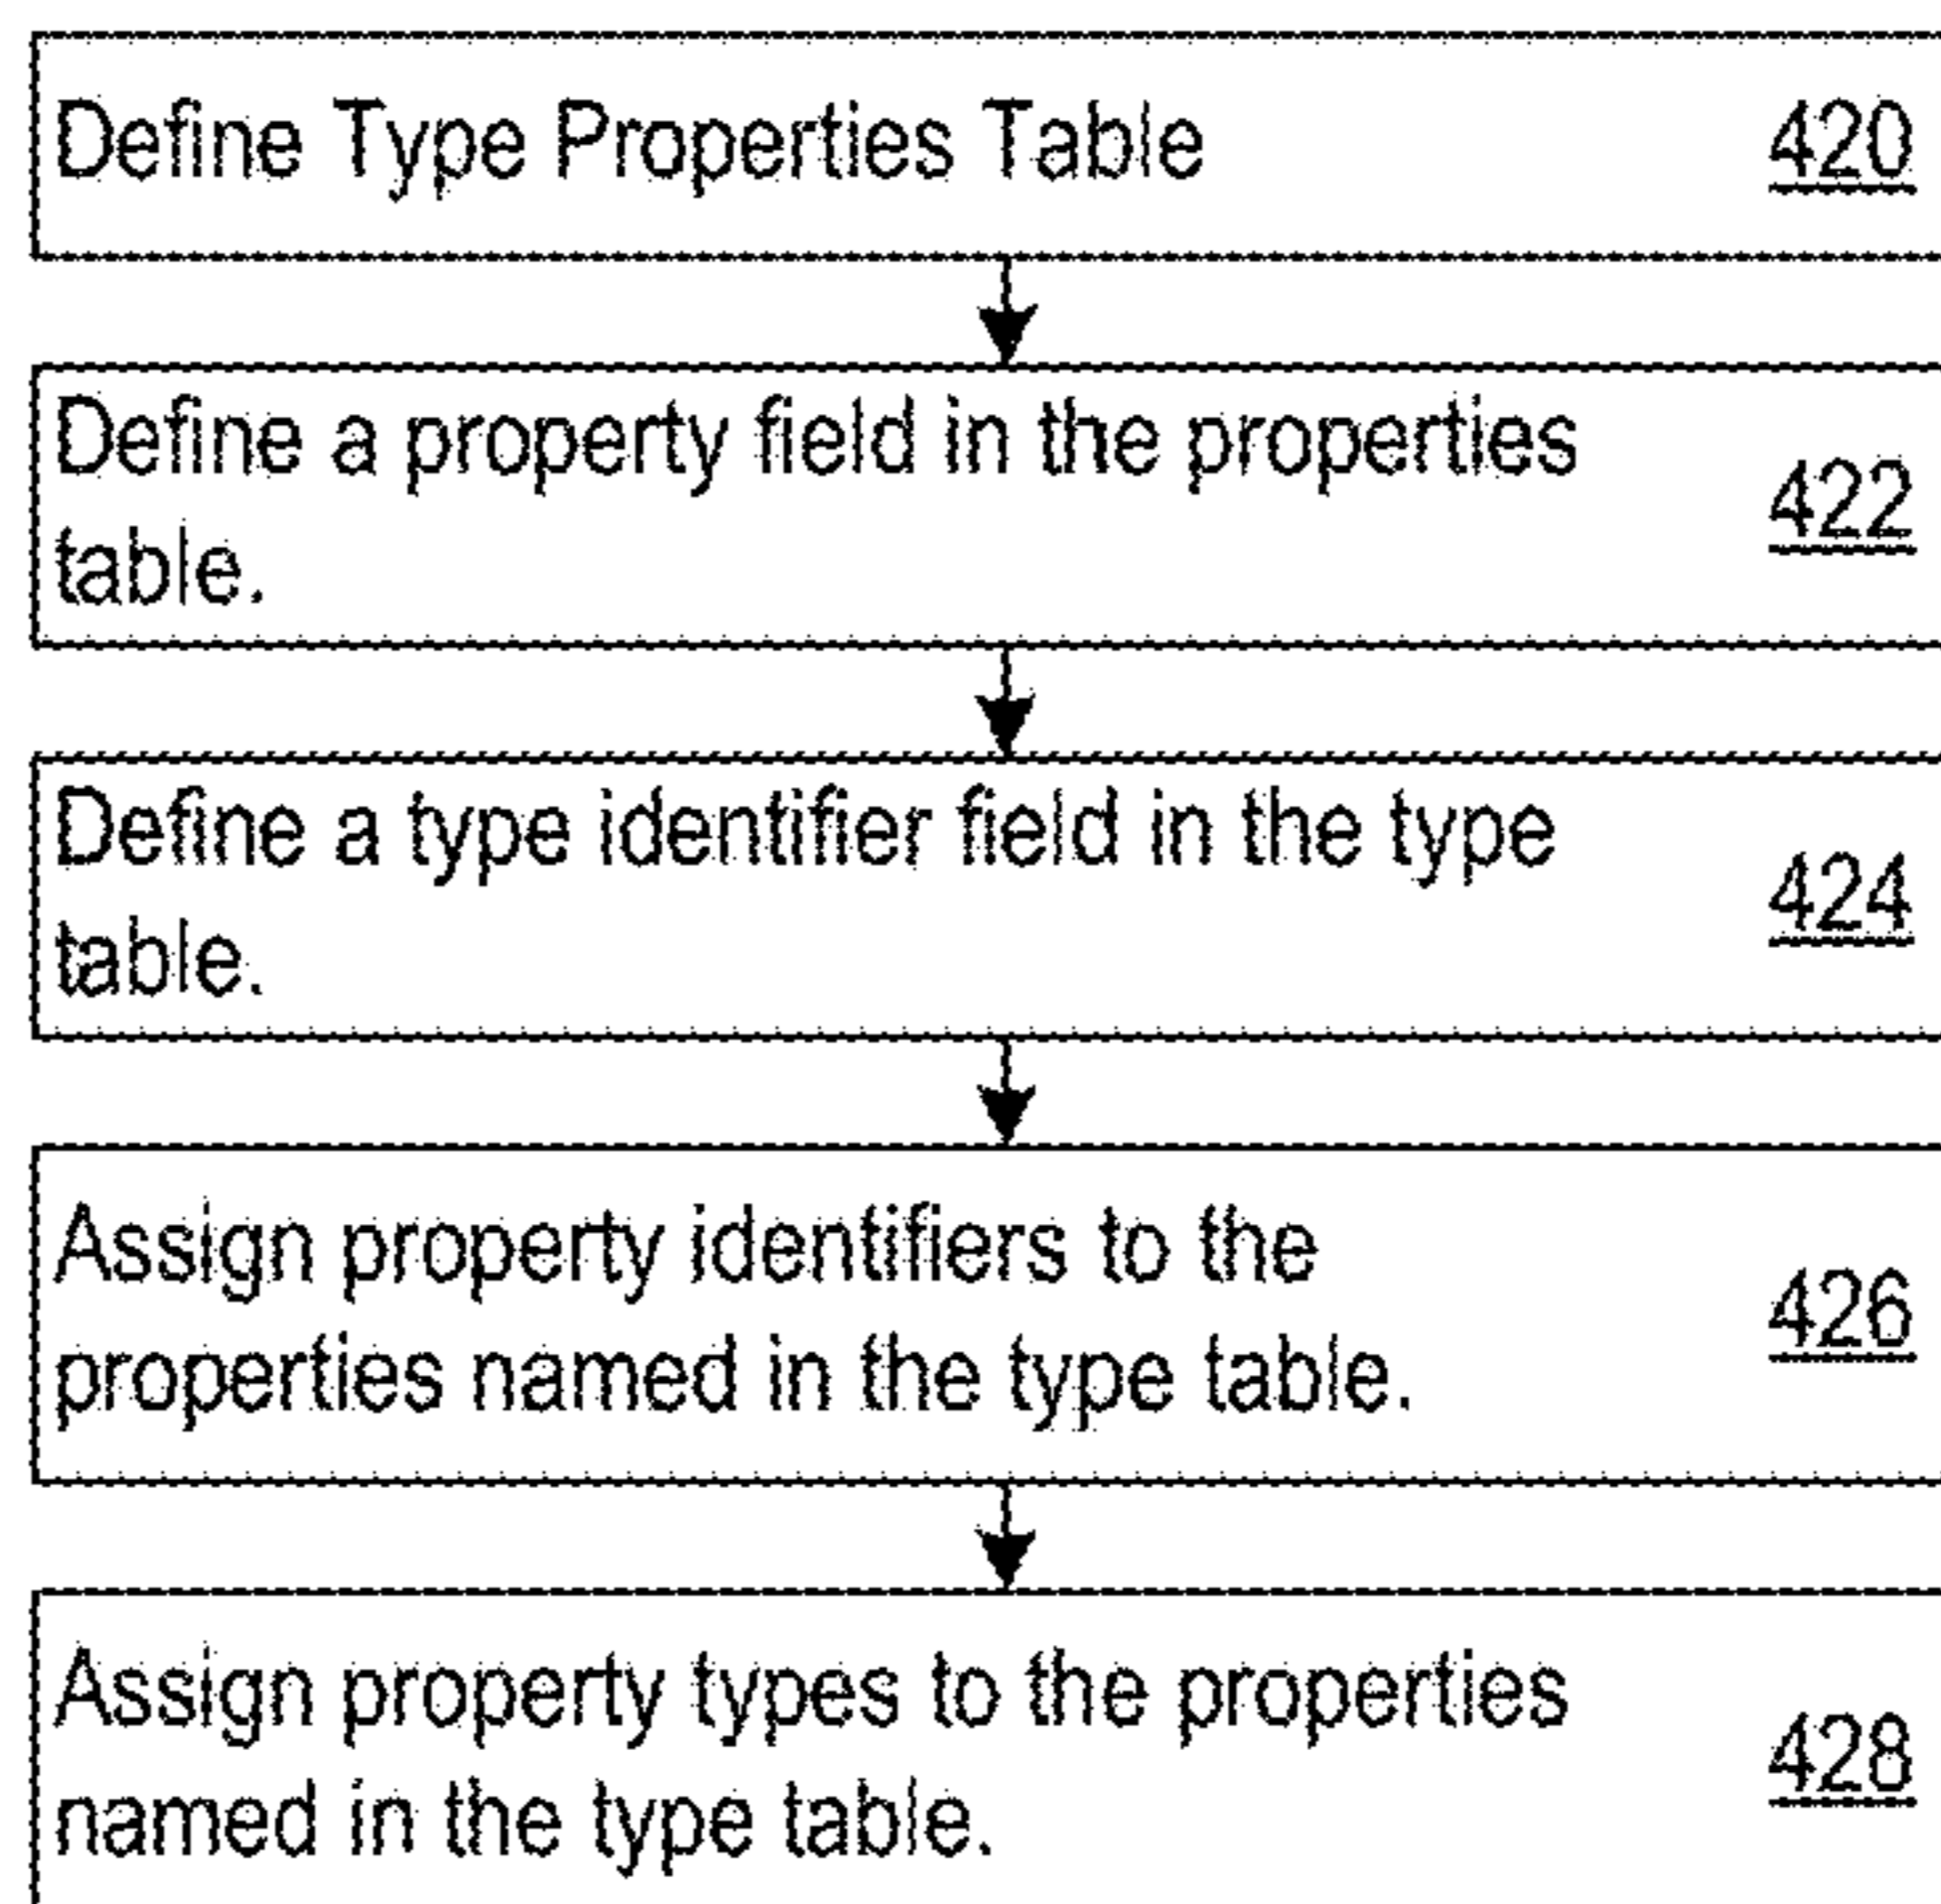 Define Type Properties Table 420
Define a property field in the properties
table. 422
Define a type identifier field in the type
table. 424
Assign property identifiers to the
properties named in the type table. 426
Assign property types to the properties
named in the type table. 428